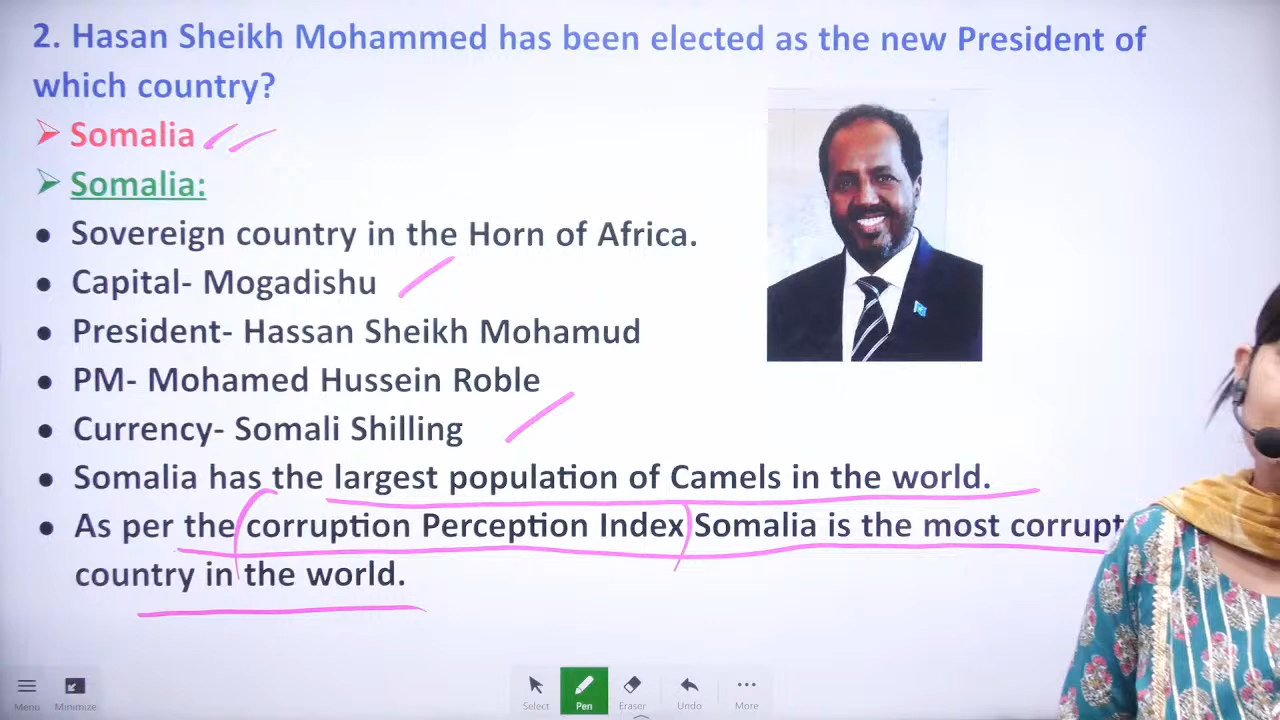 2. Hasan Sheikh Mohammed has been elected as the new President of
which country?
➢ Somalia
➢ Somalia:
• Sovereign country in the Horn of Africa.
• Capital- Mogadishu
• President- Hassan Sheikh Mohamud
• PM- Mohamed Hussein Roble
• Currency- Somali Shilling
• Somalia has the largest population of Camels in the world.
• As per the corruption Perception Index Somalia is the most corrupt
country in the world.
Menu Minimize Select Pen Eraser Undo More